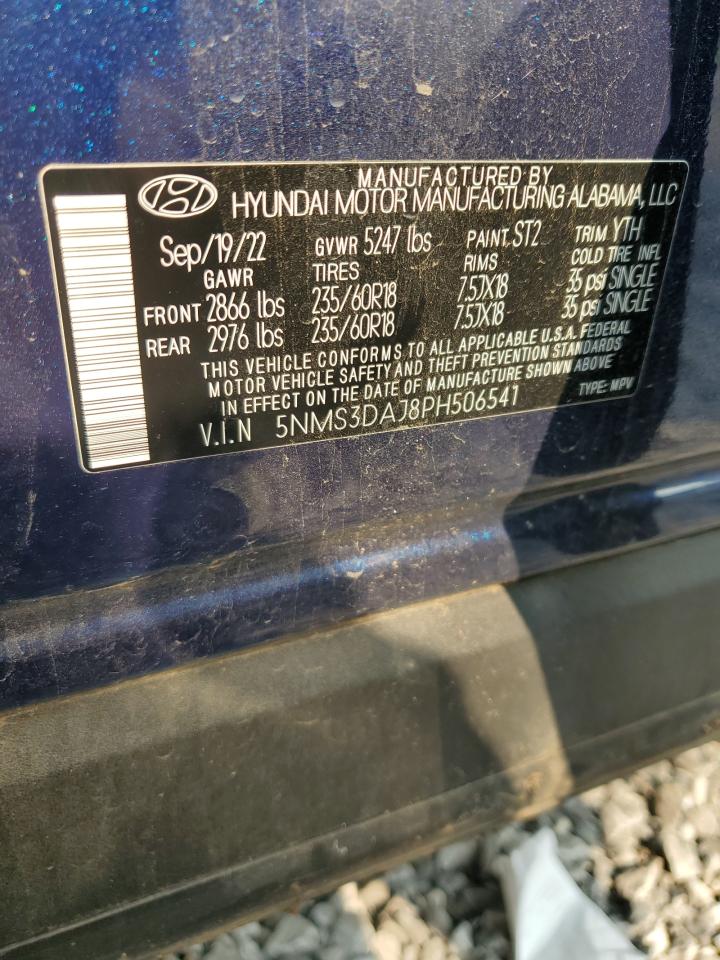 MANUFACTURED BY
HYUNDAI MOTOR MANUFACTURING ALABAMA, LLC
Sep/19/22 GVWR 5247 lbs PAINT. ST2 TRIM YTH
GAWR TIRES RIMS COLD TIRE INFL
FRONT 2866 lbs 235/60R18 7.5JX18 35 psi SINGLE
REAR 2976 lbs 235/60R18 7.5JX18 35 psi SINGLE
THIS VEHICLE CONFORMS TO ALL APPLICABLE U.S.A. FEDERAL
MOTOR VEHICLE SAFETY AND THEFT PREVENTION STANDARDS
IN EFFECT ON THE DATE OF MANUFACTURE SHOWN ABOVE
V.I.N 5NMS3DAJ8PH506541 TYPE: MPV